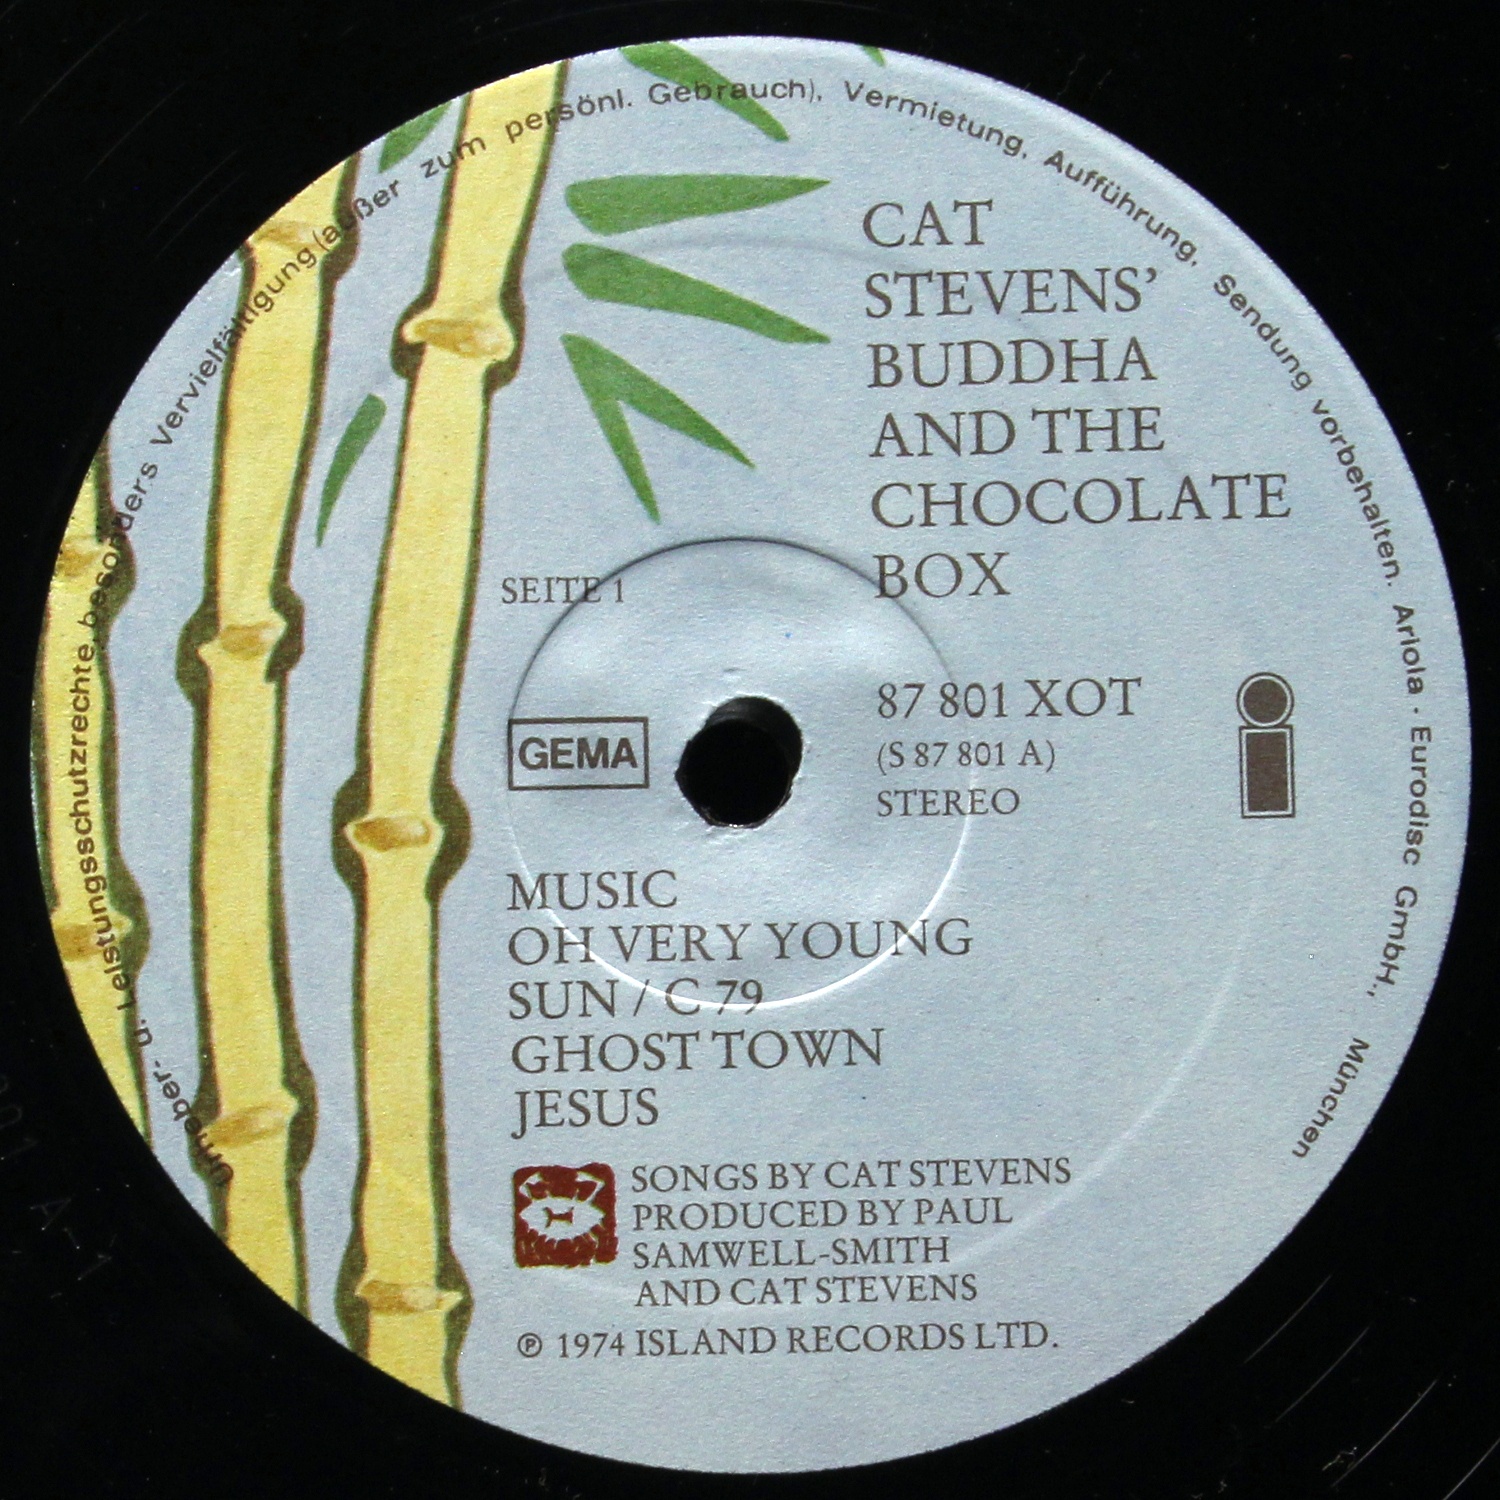 Urheber- u. Leistungsschutzrechte, besonders Vervielfältigung (außer zum persönl. Gebrauch), Vermietung, Aufführung, Sendung vorbehalten. Ariola · Eurodisc GmbH., München
CAT
STEVENS’
BUDDHA
AND THE
CHOCOLATE
BOX
SEITE 1
GEMA
87 801 XOT
(S 87 801 A)
STEREO
MUSIC
OH VERY YOUNG
SUN / C 79
GHOST TOWN
JESUS
SONGS BY CAT STEVENS
PRODUCED BY PAUL
SAMWELL-SMITH
AND CAT STEVENS
℗ 1974 ISLAND RECORDS LTD.